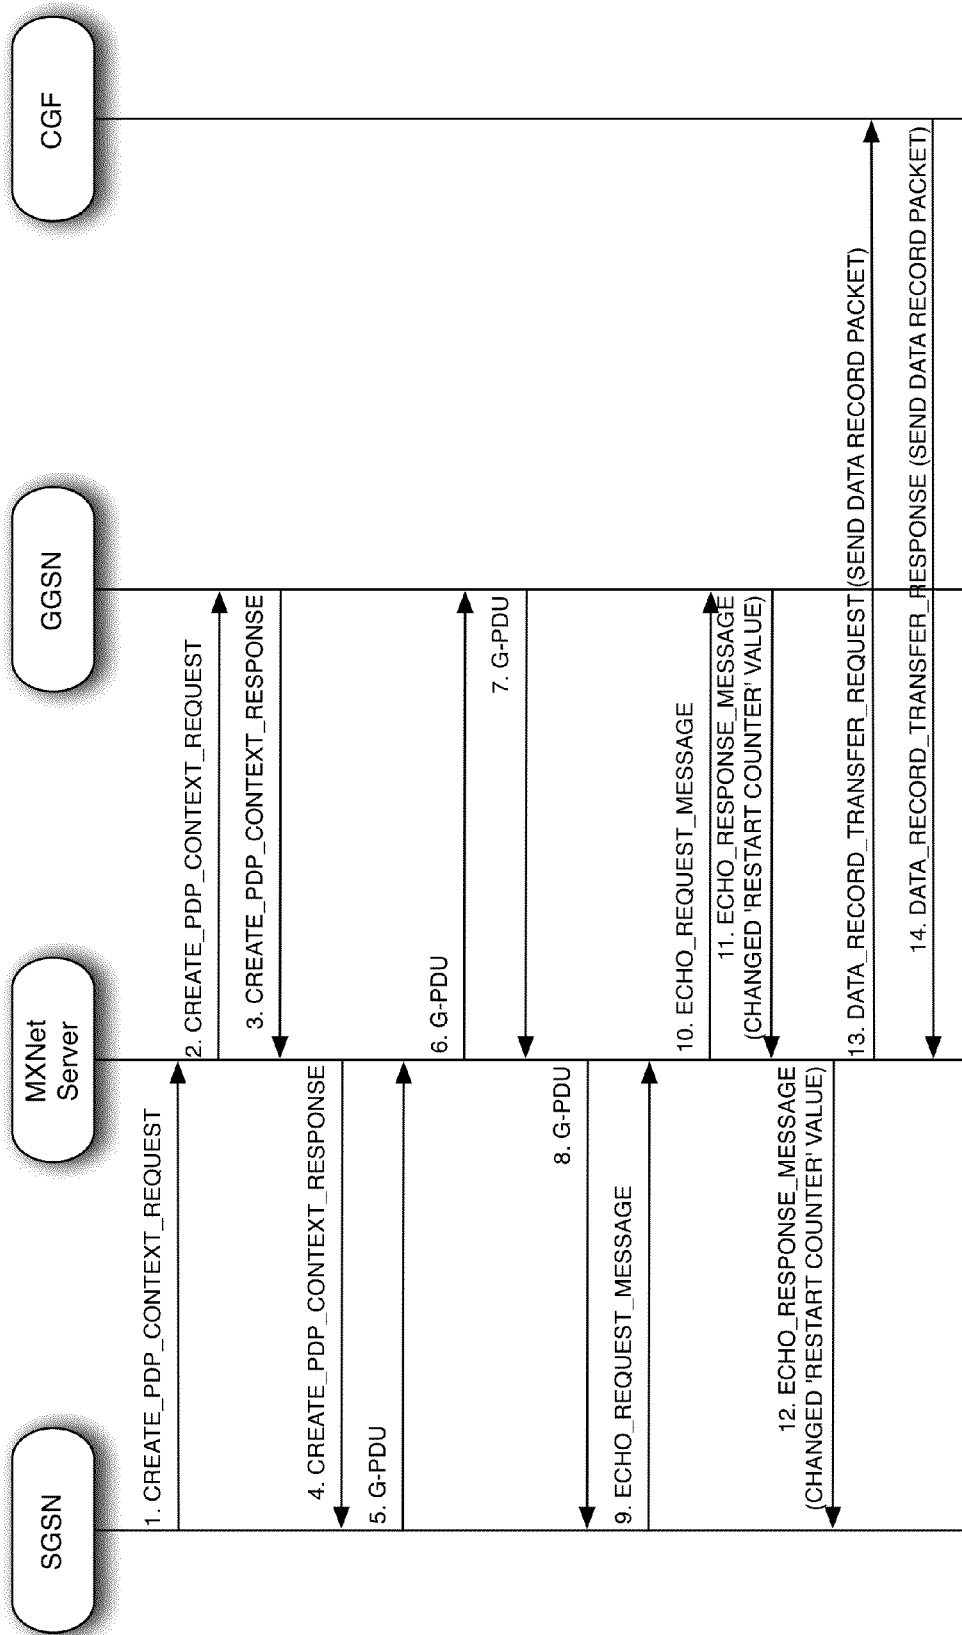 SGSN
MXNet
Server
GGSN
CGF
1. CREATE_PDP_CONTEXT_REQUEST
2. CREATE_PDP_CONTEXT_REQUEST
3. CREATE_PDP_CONTEXT_RESPONSE
4. CREATE_PDP_CONTEXT_RESPONSE
5. G-PDU
6. G-PDU
7. G-PDU
8. G-PDU
9. ECHO_REQUEST_MESSAGE
10. ECHO_REQUEST_MESSAGE
11. ECHO_RESPONSE_MESSAGE
(CHANGED 'RESTART COUNTER' VALUE)
12. ECHO_RESPONSE_MESSAGE
(CHANGED 'RESTART COUNTER' VALUE)
13. DATA_RECORD_TRANSFER_REQUEST (SEND DATA RECORD PACKET)
14. DATA_RECORD_TRANSFER_RESPONSE (SEND DATA RECORD PACKET)